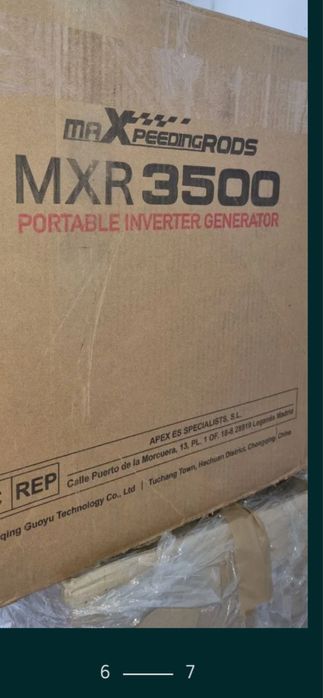 maXpeedingRODS
MXR3500
PORTABLE INVERTER GENERATOR
REP
APEX ES SPECIALISTS, S.L.
Calle Puerto de la Morcuera, 13, PL. 1 OF. 18-B 28919 Leganés Madrid
qing Guoyu Technology Co., Ltd | Tuchang Town, Hechuan District, Chongqing, China
6 7